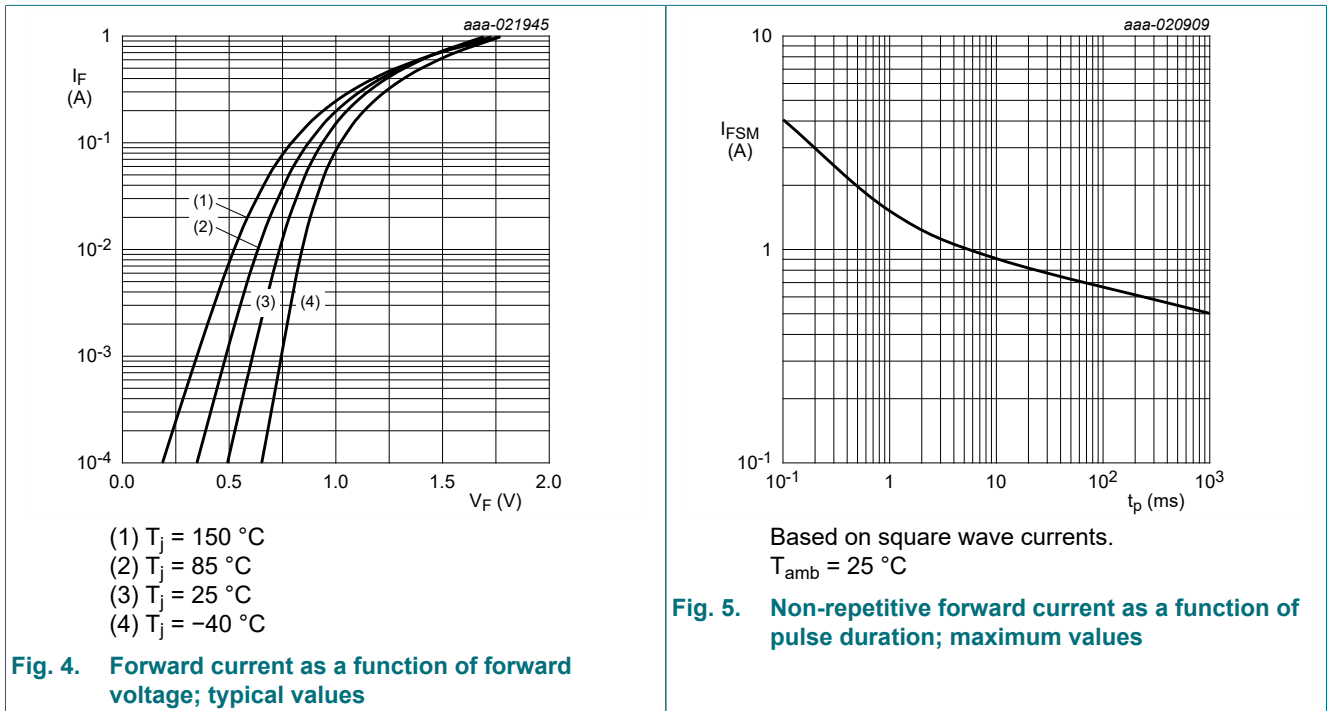 aaa-021945
1
I_F
(A)
10^-1
10^-2
10^-3
10^-4
(1)
(2)
(3)
(4)
0.0
0.5
1.0
1.5
2.0
V_F (V)
(1) T_j = 150 °C
(2) T_j = 85 °C
(3) T_j = 25 °C
(4) T_j = −40 °C
Fig. 4. Forward current as a function of forward
voltage; typical values
aaa-020909
10
I_FSM
(A)
1
10^-1
10^-1
1
10
10^2
10^3
t_p (ms)
Based on square wave currents.
T_amb = 25 °C
Fig. 5. Non-repetitive forward current as a function of
pulse duration; maximum values